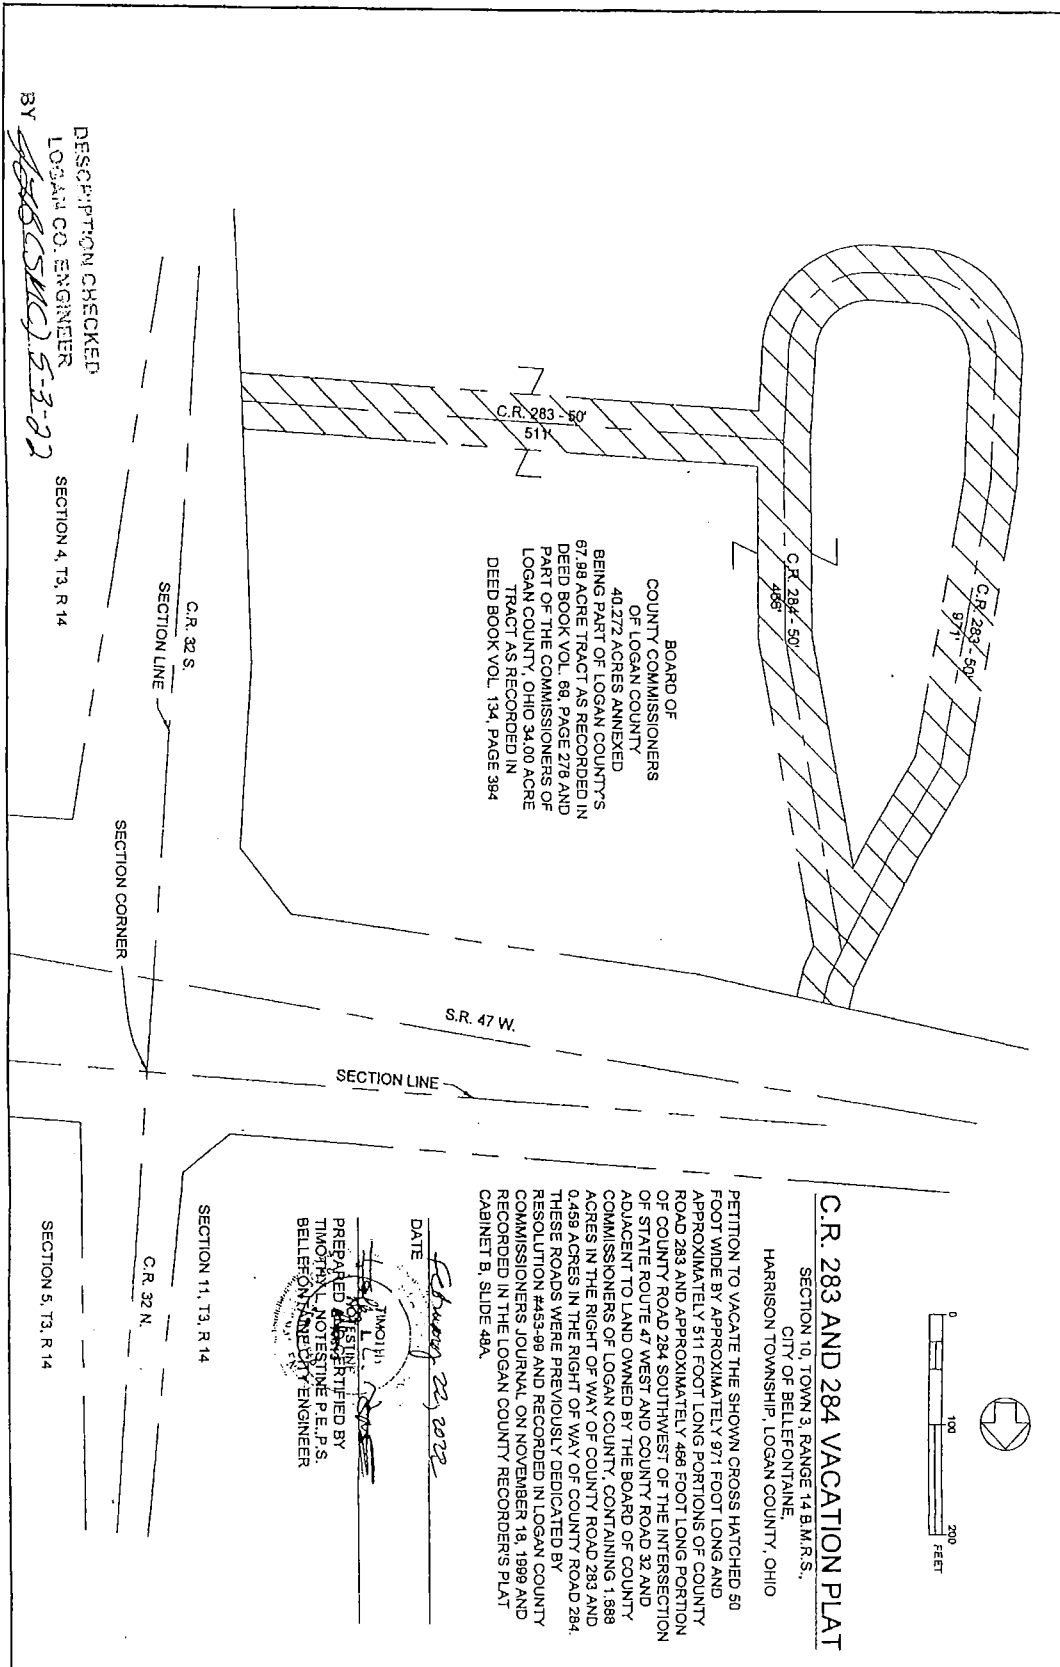 C.R. 283 AND 284 VACATION PLAT
SECTION 10, TOWN 3, RANGE 14 B.M.R.S.,
CITY OF BELLEFONTAINE,
HARRISON TOWNSHIP, LOGAN COUNTY, OHIO
0 100 200
FEET
PETITION TO VACATE THE SHOWN CROSS HATCHED 50
FOOT WIDE BY APPROXIMATELY 971 FOOT LONG AND
APPROXIMATELY 511 FOOT LONG PORTIONS OF COUNTY
ROAD 283 AND APPROXIMATELY 466 FOOT LONG PORTION
OF COUNTY ROAD 284 SOUTHWEST OF THE INTERSECTION
OF STATE ROUTE 47 WEST AND COUNTY ROAD 32 AND
ADJACENT TO LAND OWNED BY THE BOARD OF COUNTY
COMMISSIONERS OF LOGAN COUNTY, CONTAINING 1.688
ACRES IN THE RIGHT OF WAY OF COUNTY ROAD 283 AND
0.459 ACRES IN THE RIGHT OF WAY OF COUNTY ROAD 284.
THESE ROADS WERE PREVIOUSLY DEDICATED BY
RESOLUTION #453-99 AND RECORDED IN LOGAN COUNTY
COMMISSIONERS JOURNAL ON NOVEMBER 18, 1999 AND
RECORDED IN THE LOGAN COUNTY RECORDER'S PLAT
CABINET B, SLIDE 48A.
February 22, 2022
DATE
PREPARED & CERTIFIED BY
TIMOTHY L. NOTESTINE P.E., P.S.
BELLEFONTAINE CITY ENGINEER
C.R. 283 - 50'
971'
C.R. 284 - 50'
466'
C.R. 283 - 50'
511'
BOARD OF
COUNTY COMMISSIONERS
OF LOGAN COUNTY
40.272 ACRES ANNEXED
BEING PART OF LOGAN COUNTY'S
67.98 ACRE TRACT AS RECORDED IN
DEED BOOK VOL. 69, PAGE 276 AND
PART OF THE COMMISSIONERS OF
LOGAN COUNTY, OHIO 34.00 ACRE
TRACT AS RECORDED IN
DEED BOOK VOL. 134, PAGE 394
S.R. 47 W.
SECTION LINE
C.R. 32 S.
SECTION LINE
SECTION CORNER
C.R. 32 N.
SECTION 11, T3, R 14
SECTION 4, T3, R 14
SECTION 5, T3, R 14
DESCRIPTION CHECKED
LOGAN CO. ENGINEER
BY 5-3-22